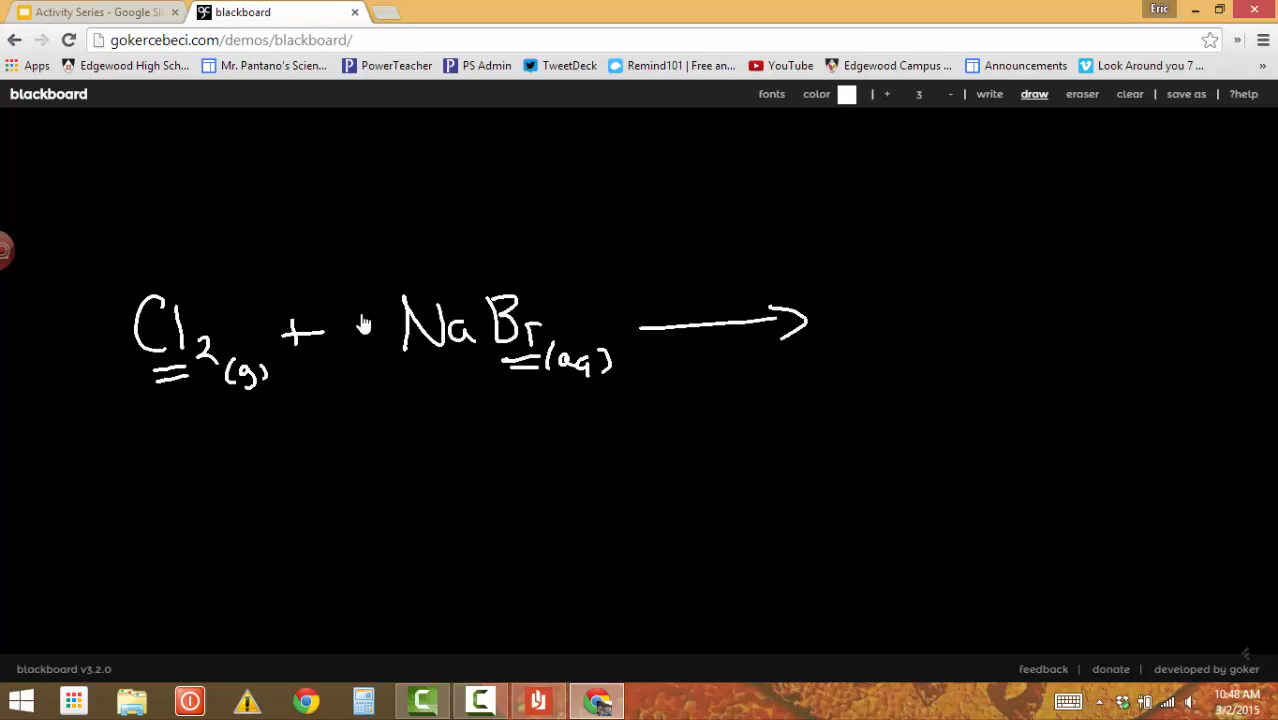 Activity Series - Google Sli
blackboard
Eric
gokercebeci.com/demos/blackboard/
Apps Edgewood High Sch... Mr. Pantano's Scien... PowerTeacher PS Admin TweetDeck Remind101 | Free an... YouTube Edgewood Campus ... Announcements Look Around you 7 ... »
blackboard fonts color | + 3 - | write draw eraser clear | save as | ?help
Cl2(g) + NaBr(aq) →
blackboard v3.2.0 feedback | donate | developed by goker
10:48 AM
3/2/2015